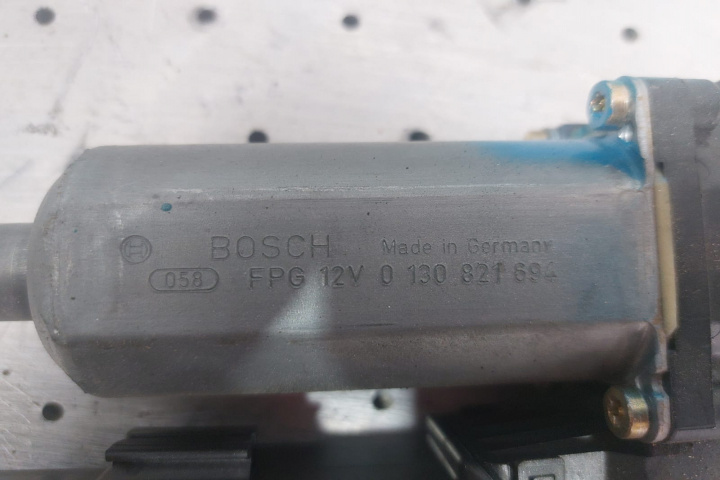 BOSCH Made in Germany
058 FPG 12V 0 130 821 694